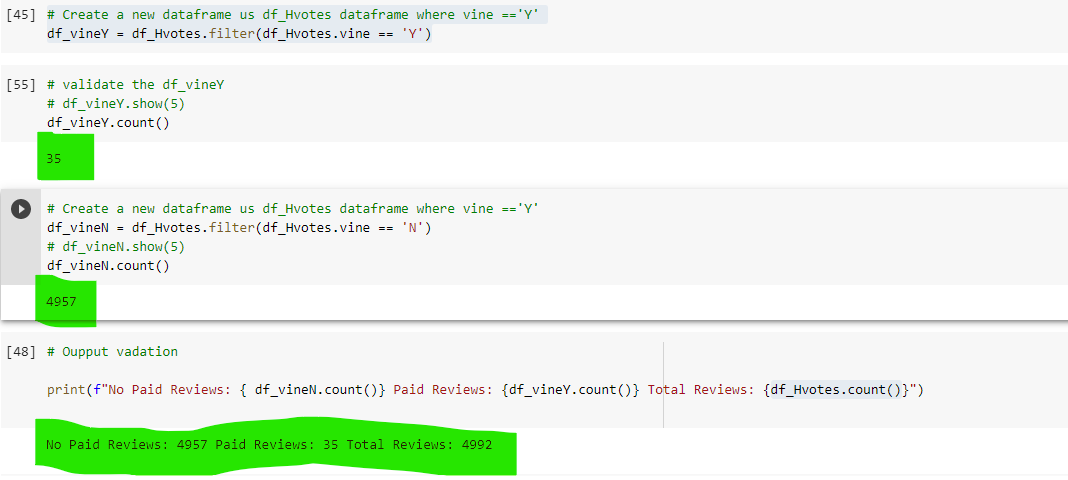 [45] # Create a new dataframe us df_Hvotes dataframe where vine =='Y'
df_vineY = df_Hvotes.filter(df_Hvotes.vine == 'Y')
[55] # validate the df_vineY
# df_vineY.show(5)
df_vineY.count()
35
# Create a new dataframe us df_Hvotes dataframe where vine =='Y'
df_vineN = df_Hvotes.filter(df_Hvotes.vine == 'N')
# df_vineN.show(5)
df_vineN.count()
4957
[48] # Oupput vadation
print(f"No Paid Reviews: { df_vineN.count()} Paid Reviews: {df_vineY.count()} Total Reviews: {df_Hvotes.count()}")
No Paid Reviews: 4957 Paid Reviews: 35 Total Reviews: 4992